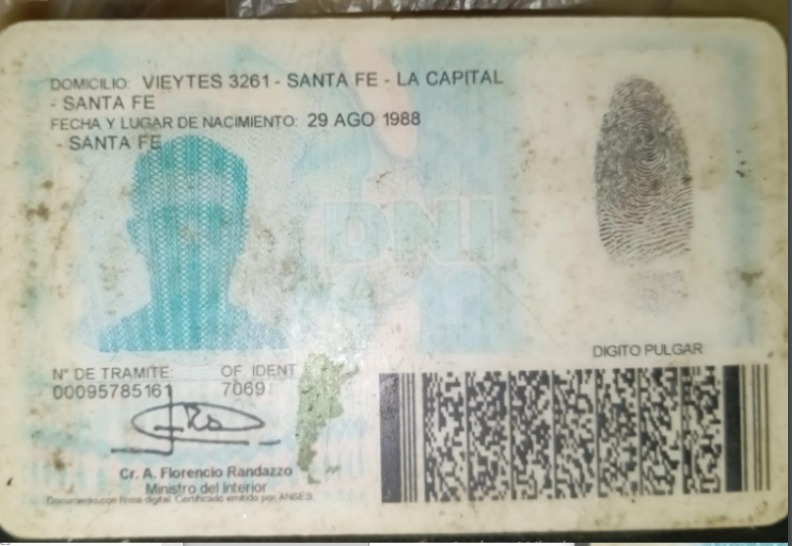 DOMICILIO: VIEYTES 3261 - SANTA FE - LA CAPITAL
- SANTA FE
FECHA Y LUGAR DE NACIMIENTO: 29 AGO 1988
- SANTA FE
DNI
DIGITO PULGAR
N° DE TRAMITE OF. IDENT
00095785161 7069
Cr. A. Florencio Randazzo
Ministro del Interior
Documento con firma digital. Certificado emitido por ANSES.